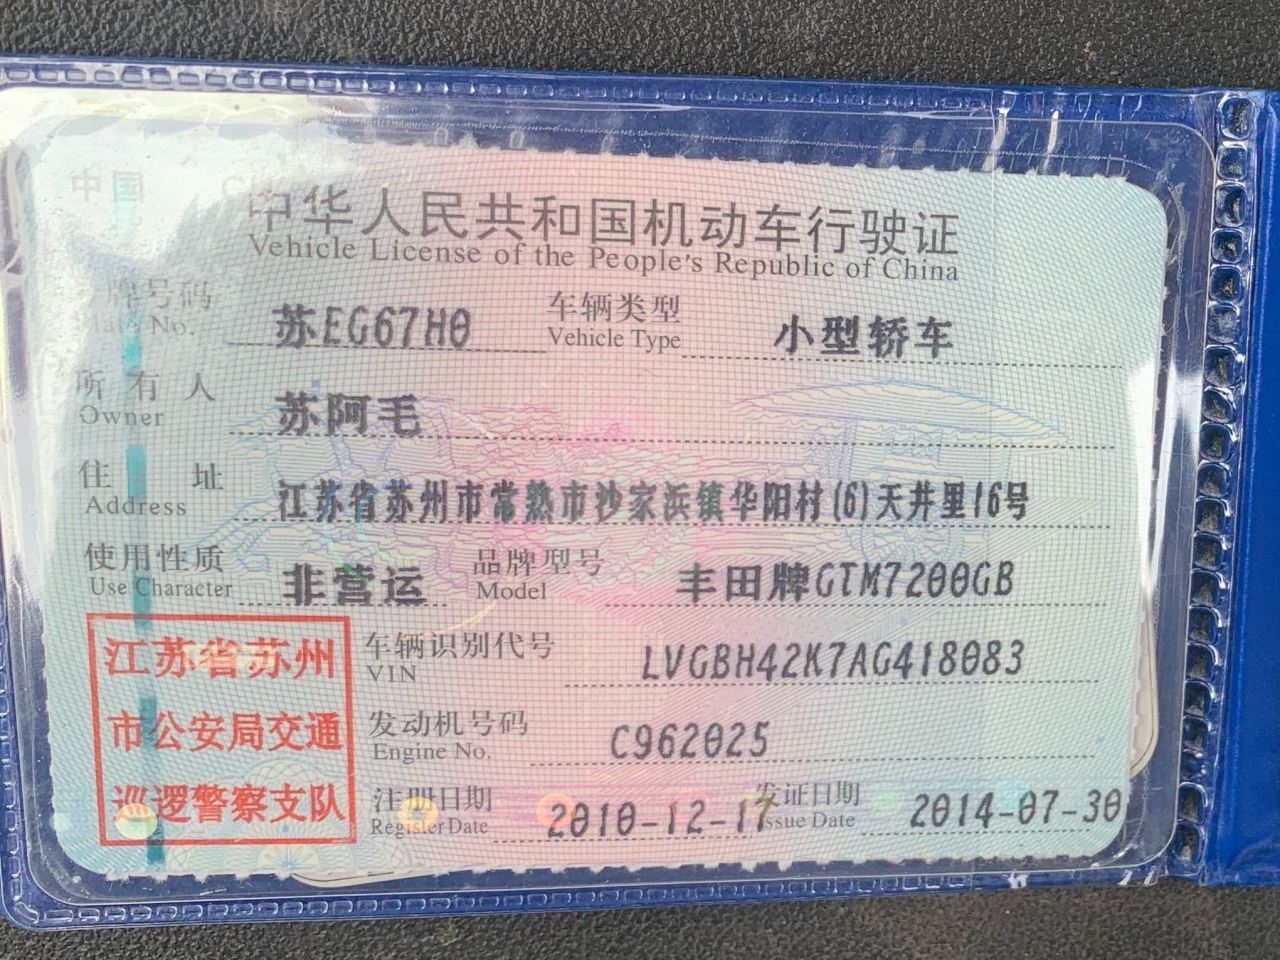 中国
中华人民共和国机动车行驶证
Vehicle License of the People's Republic of China
牌号码 苏EG67H0 车辆类型 小型轿车
No. Vehicle Type
所有人 苏阿毛
Owner
住址 江苏省苏州市常熟市沙家浜镇华阳村(6)天井里16号
Address
使用性质 非营运 品牌型号 丰田牌GTM7200GB
Use Character Model
江苏省苏州
市公安局交通
巡逻警察支队
车辆识别代号 LVGBH42K7AG418083
VIN
发动机号码 C962025
Engine No.
注册日期 2010-12-17 发证日期 2014-07-30
Register Date Issue Date